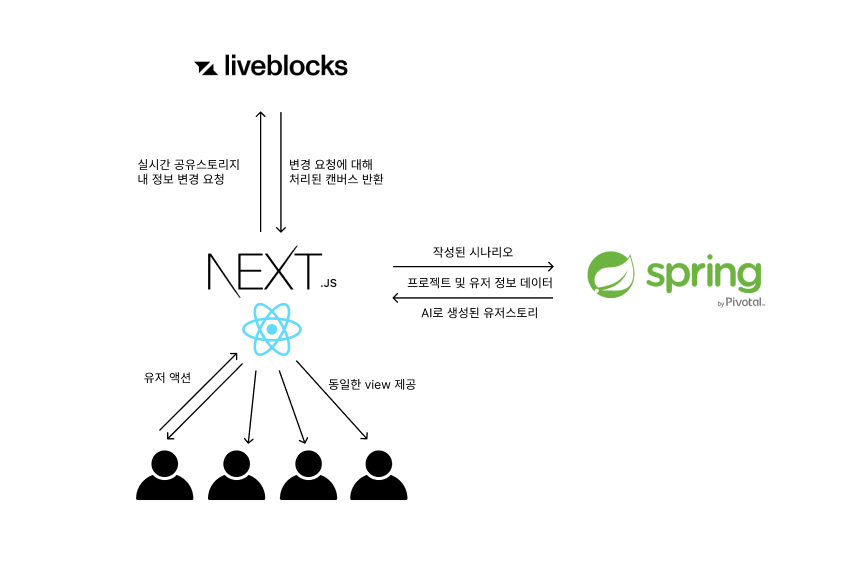 liveblocks
실시간 공유스토리지
내 정보 변경 요청
변경 요청에 대해
처리된 캔버스 반환
NEXT.JS
작성된 시나리오
프로젝트 및 유저 정보 데이터
AI로 생성된 유저스토리
spring
by Pivotal™
유저 액션
동일한 view 제공